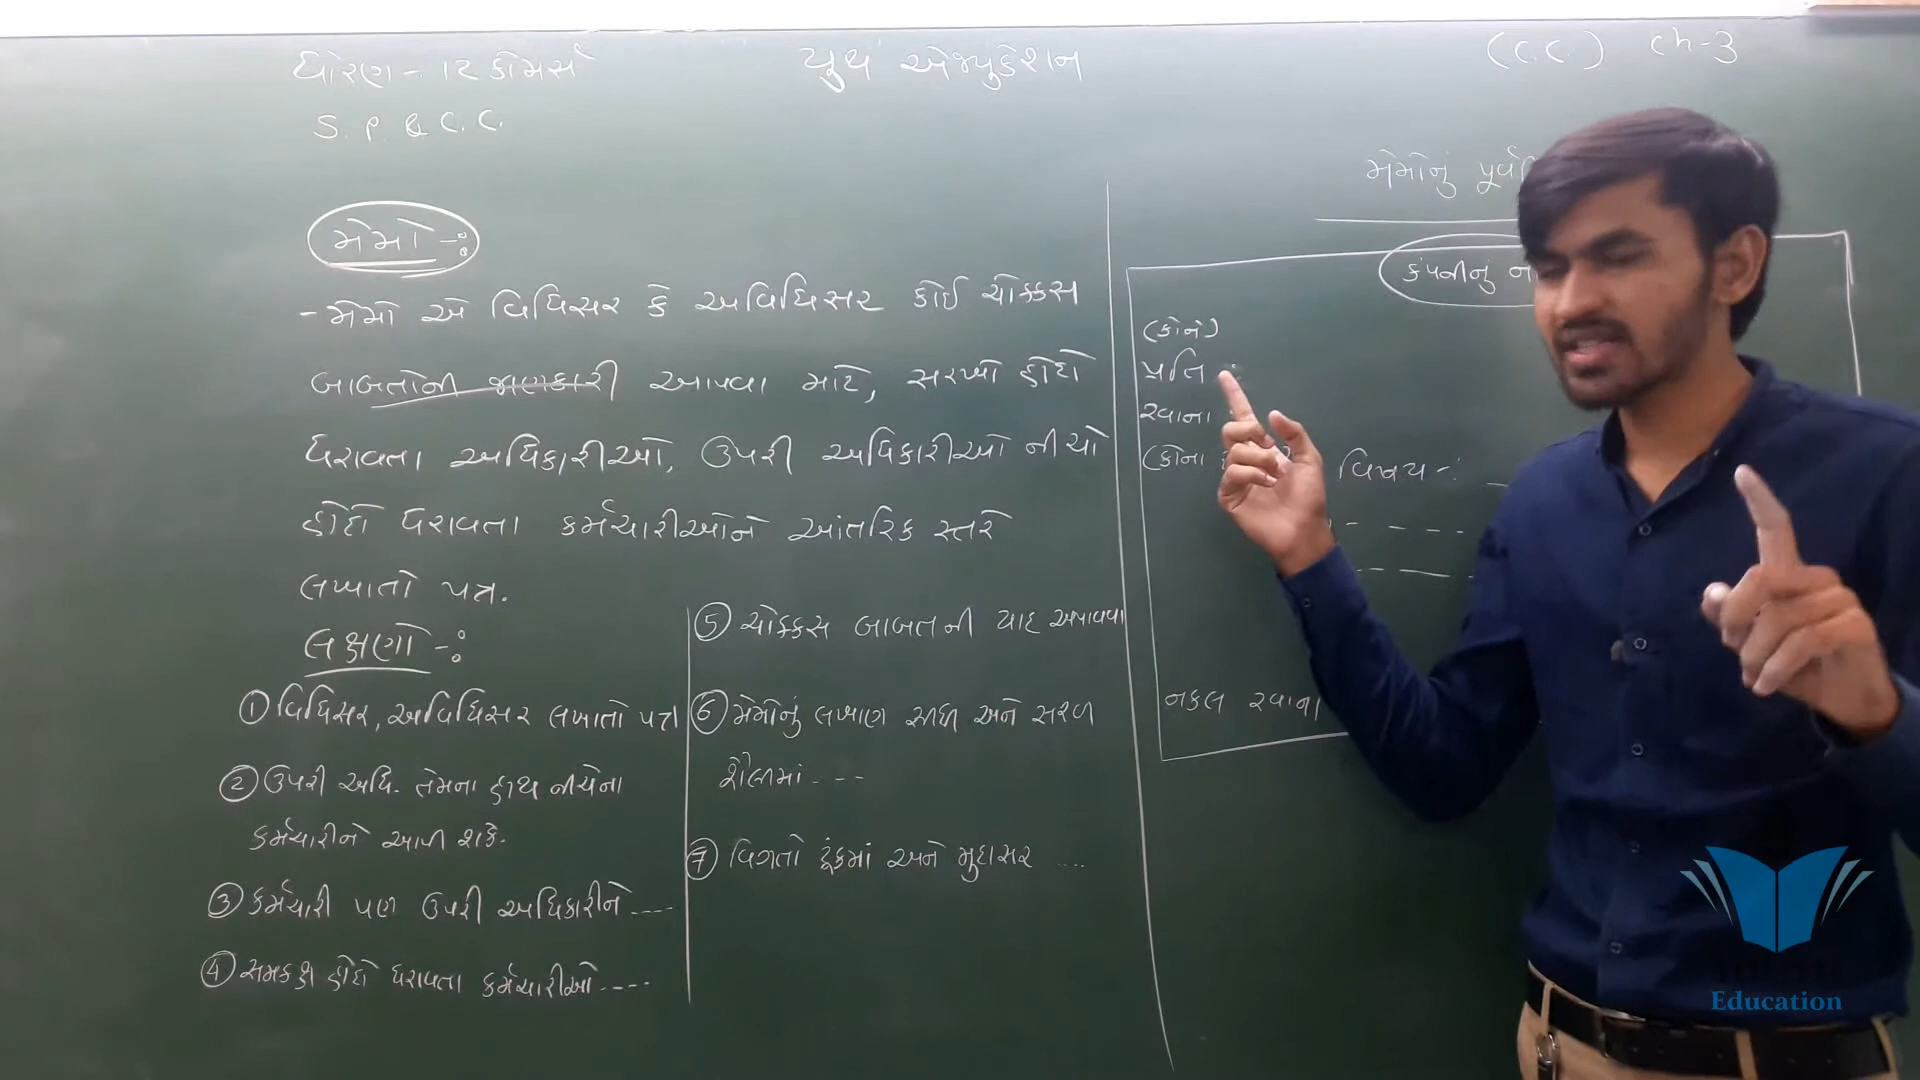 ધોરણ - 12 કોમર્સ
યુથ એજ્યુકેશન
(C.C.) Ch-3
S. P. & C. C.
મેમો -:
- મેમો એ વિધિસર કે અવિધિસર કોઈ ચોક્કસ
બાબતોની જાણકારી આપવા માટે, સરખો હોદ્દો
ધરાવતા અધિકારીઓ, ઉપરી અધિકારીઓ નીચો
હોદ્દો ધરાવતા કર્મચારીઓને આંતરિક સ્તરે
લખાતો પત્ર.
લક્ષણો -:
① વિધિસર, અવિધિસર લખાતો પત્ર
② ઉપરી અધિ. તેમના હાથ નીચેના
કર્મચારીને આપી શકે.
③ કર્મચારી પણ ઉપરી અધિકારીને ----
④ સમકક્ષ હોદ્દો ધરાવતા કર્મચારીઓ ----
⑤ ચોક્કસ બાબતની યાદ અપાવવા
⑥ મેમોનું લખાણ સાદી અને સરળ
શૈલીમાં ---
⑦ વિગતો ટૂંકમાં અને મુદ્દાસર ....
મેમોનું
કંપનીનું
(કોને)
પ્રતિ :
રવાના
(કોના
વિષય -:
નકલ રવાના
Education